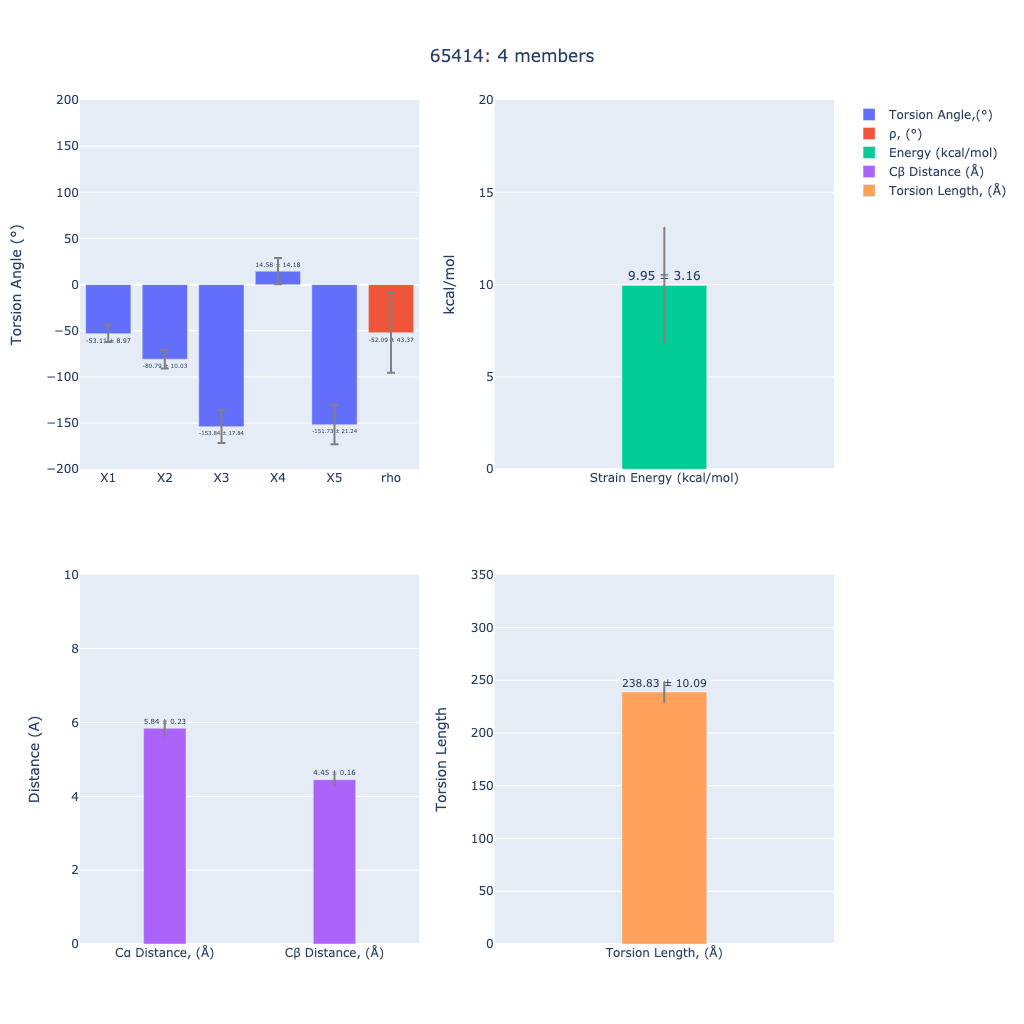 65414: 4 members
Torsion Angle (°)
200
150
100
50
0
−50
−100
−150
−200
-53.11 ± 8.97
-80.79 ± 10.03
-153.84 ± 17.84
14.58 ± 14.18
-151.73 ± 21.24
-52.09 ± 43.37
X1 X2 X3 X4 X5 rho
kcal/mol
20
15
10
5
0
9.95 ± 3.16
Strain Energy (kcal/mol)
Torsion Angle,(°)
ρ, (°)
Energy (kcal/mol)
Cβ Distance (Å)
Torsion Length, (Å)
Distance (A)
10
8
6
4
2
0
5.84 ± 0.23
4.45 ± 0.16
Cα Distance, (Å) Cβ Distance, (Å)
Torsion Length
350
300
250
200
150
100
50
0
238.83 ± 10.09
Torsion Length, (Å)